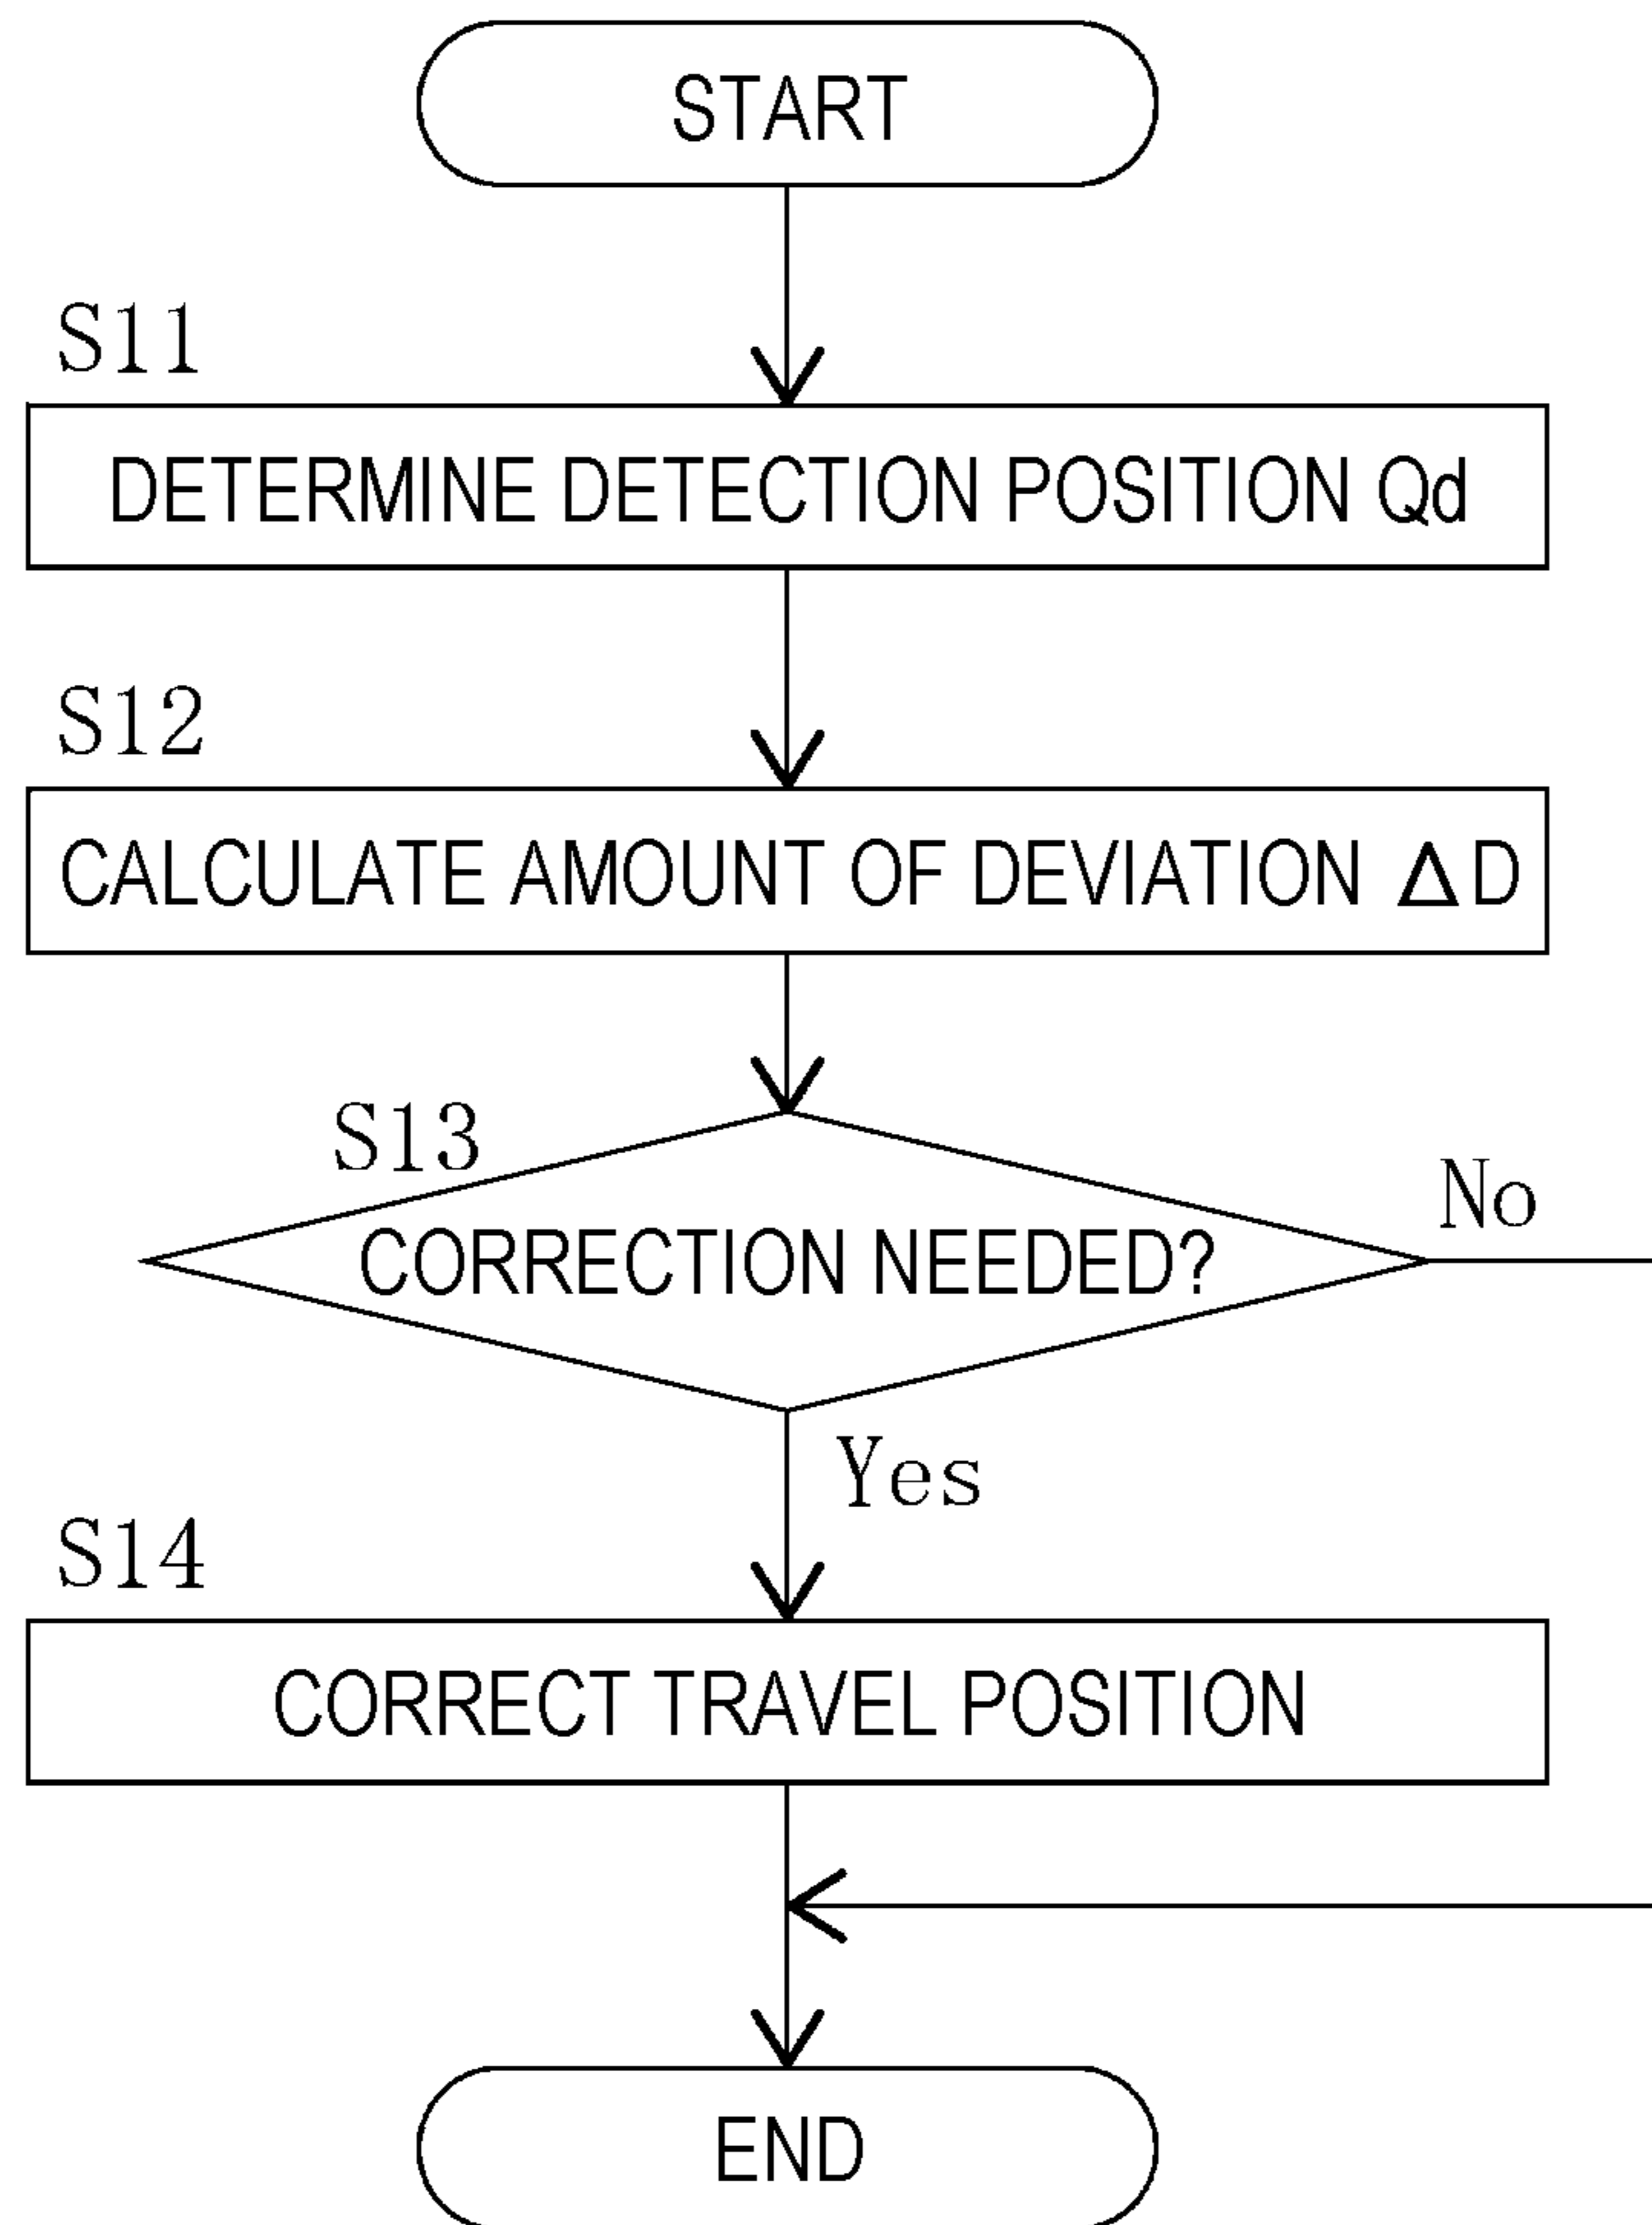 START
S11
DETERMINE DETECTION POSITION Qd
S12
CALCULATE AMOUNT OF DEVIATION Δ D
S13
No
CORRECTION NEEDED?
Yes
S14
CORRECT TRAVEL POSITION
END